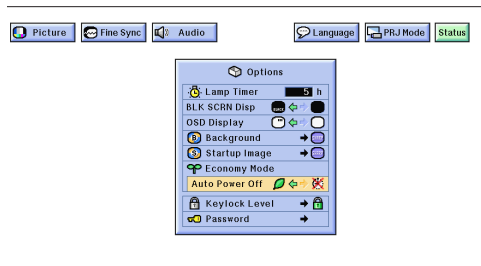 Picture Fine Sync Audio Language PRJ Mode Status
Options
Lamp Timer 5 h
BLK SCRN Disp
OSD Display
Background
Startup Image
Economy Mode
Auto Power Off
Keylock Level
Password